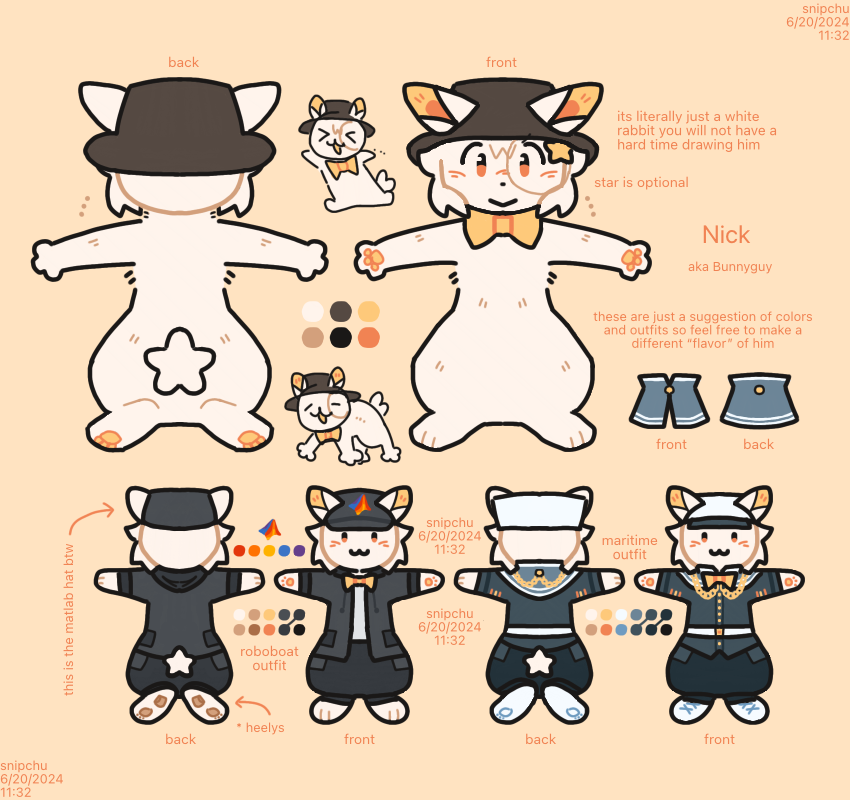 snipchu
6/20/2024
11:32
back
front
its literally just a white
rabbit you will not have a
hard time drawing him
star is optional
Nick
aka Bunnyguy
these are just a suggestion of colors
and outfits so feel free to make a
different "flavor" of him
front
back
this is the matlab hat btw
snipchu
6/20/2024
11:32
maritime
outfit
snipchu
6/20/2024
11:32
roboboat
outfit
* heelys
back
front
back
front
snipchu
6/20/2024
11:32